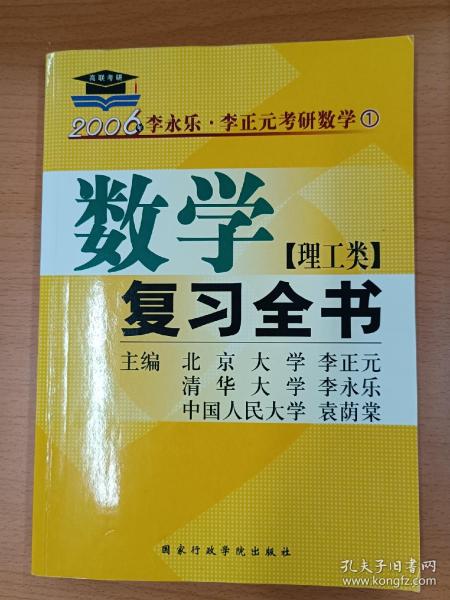 高联考研
2006年李永乐·李正元考研数学①
数学
【理工类】
复习全书
主编 北京大学 李正元
清华大学 李永乐
中国人民大学 袁荫棠
国家行政学院出版社
孔夫子旧书网
www.kongfz.com